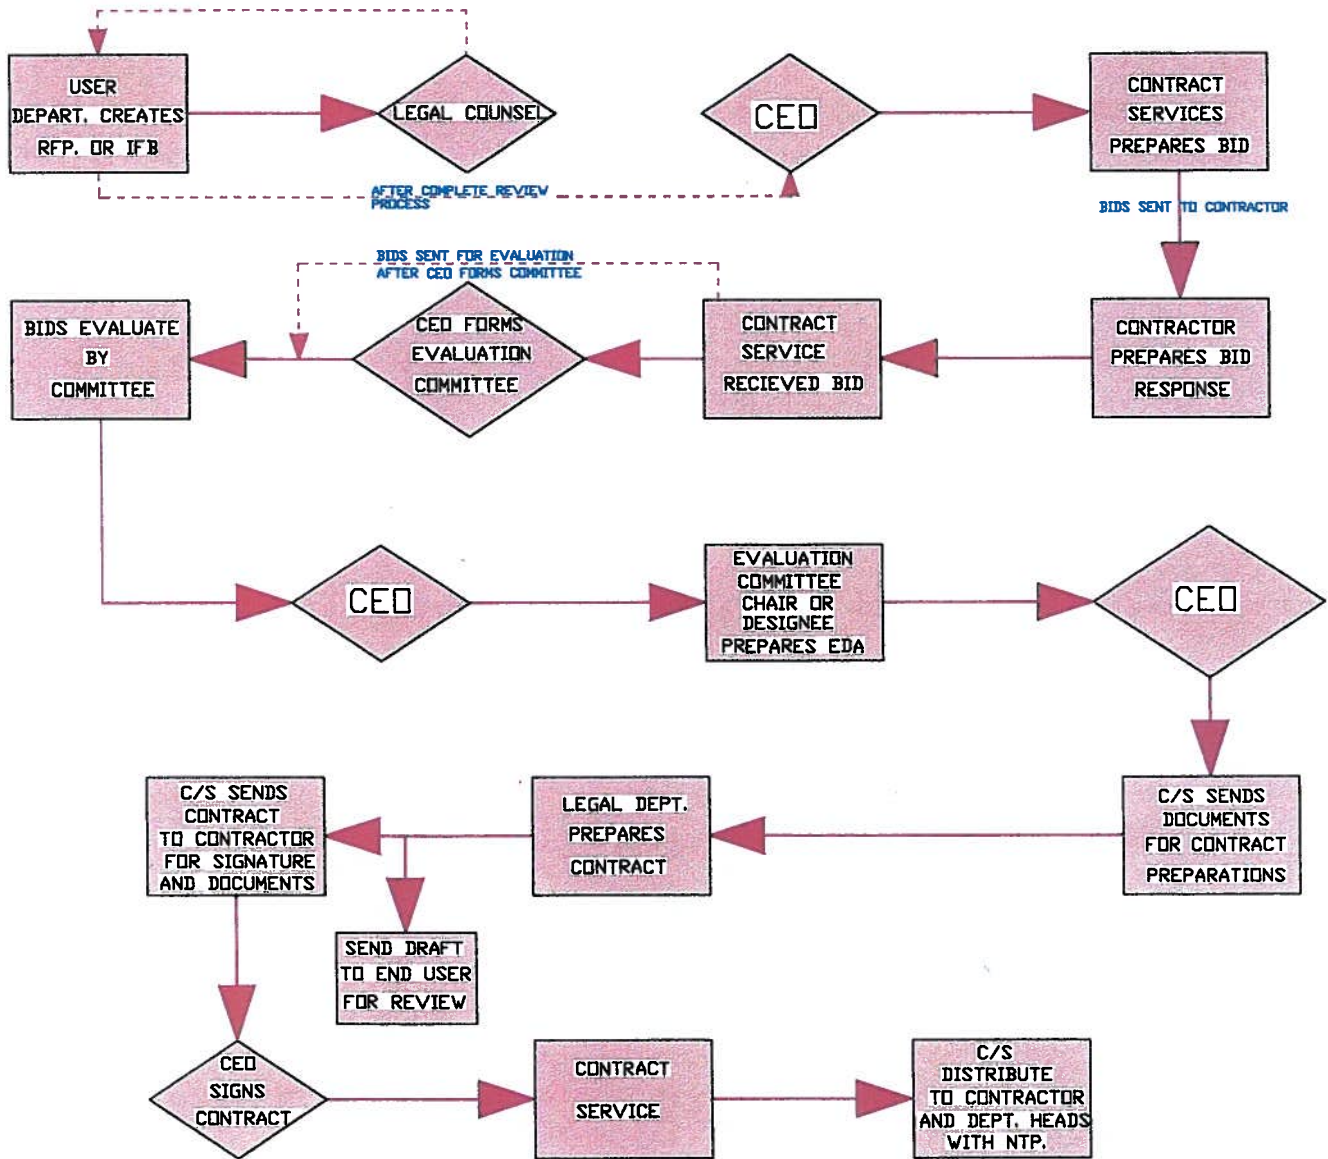 USER
DEPART. CREATES
RFP. OR IFB
LEGAL COUNSEL
CEO
CONTRACT
SERVICES
PREPARES BID
AFTER COMPLETE REVIEW
PROCESS
BIDS SENT TO CONTRACTOR
BIDS SENT FOR EVALUATION
AFTER CEO FORMS COMMITTEE
BIDS EVALUATE
BY
COMMITTEE
CEO FORMS
EVALUATION
COMMITTEE
CONTRACT
SERVICE
RECIEVED BID
CONTRACTOR
PREPARES BID
RESPONSE
CEO
EVALUATION
COMMITTEE
CHAIR OR
DESIGNEE
PREPARES EDA
CEO
C/S SENDS
CONTRACT
TO CONTRACTOR
FOR SIGNATURE
AND DOCUMENTS
LEGAL DEPT.
PREPARES
CONTRACT
C/S SENDS
DOCUMENTS
FOR CONTRACT
PREPARATIONS
SEND DRAFT
TO END USER
FOR REVIEW
CEO
SIGNS
CONTRACT
CONTRACT
SERVICE
C/S
DISTRIBUTE
TO CONTRACTOR
AND DEPT. HEADS
WITH NTP.